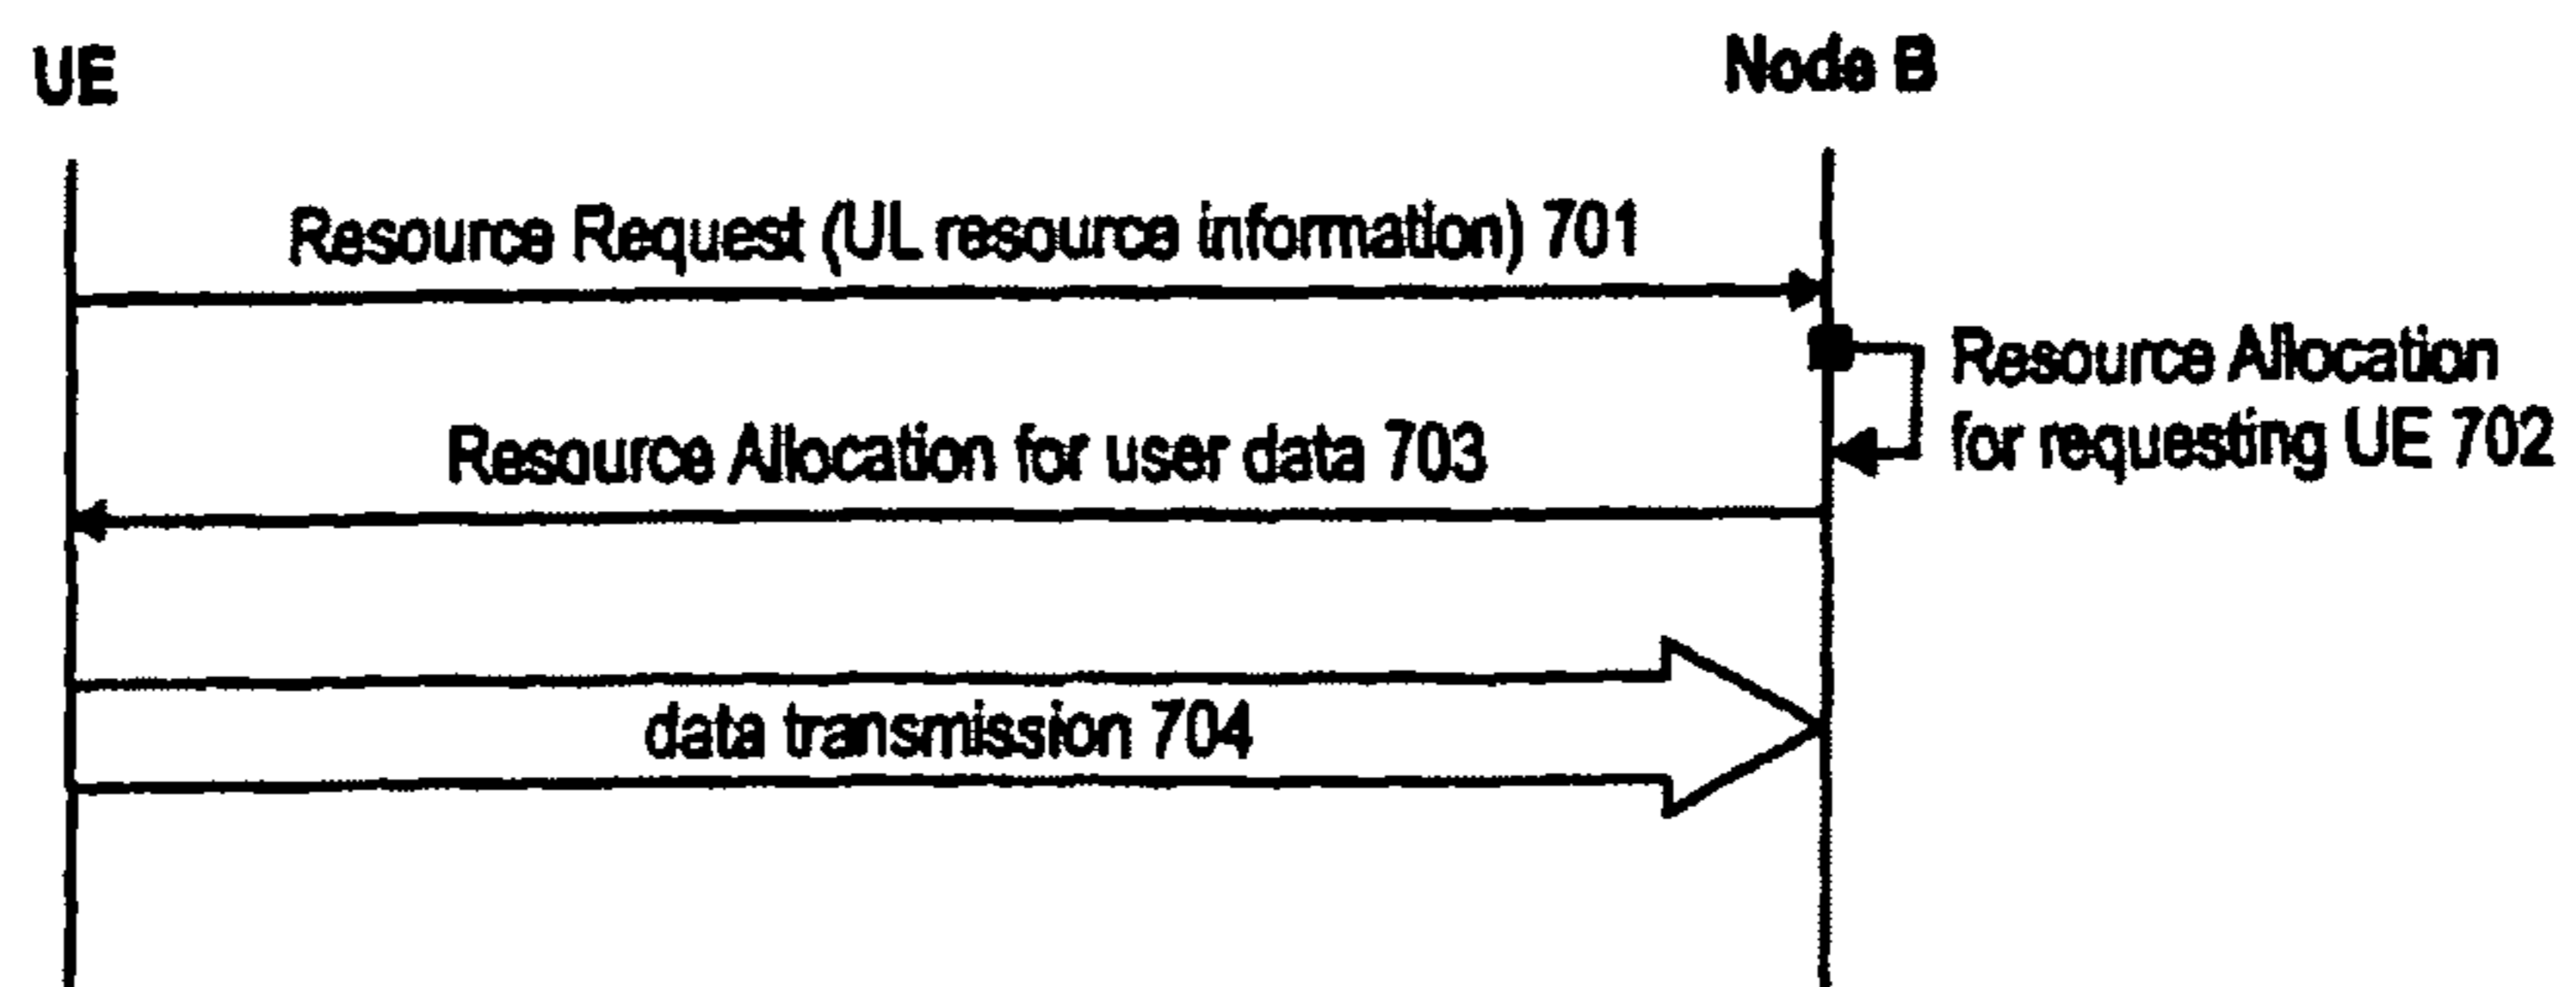 UE
Node B
Resource Request (UL resource information) 701
Resource Allocation
for requesting UE 702
Resource Allocation for user data 703
data transmission 704